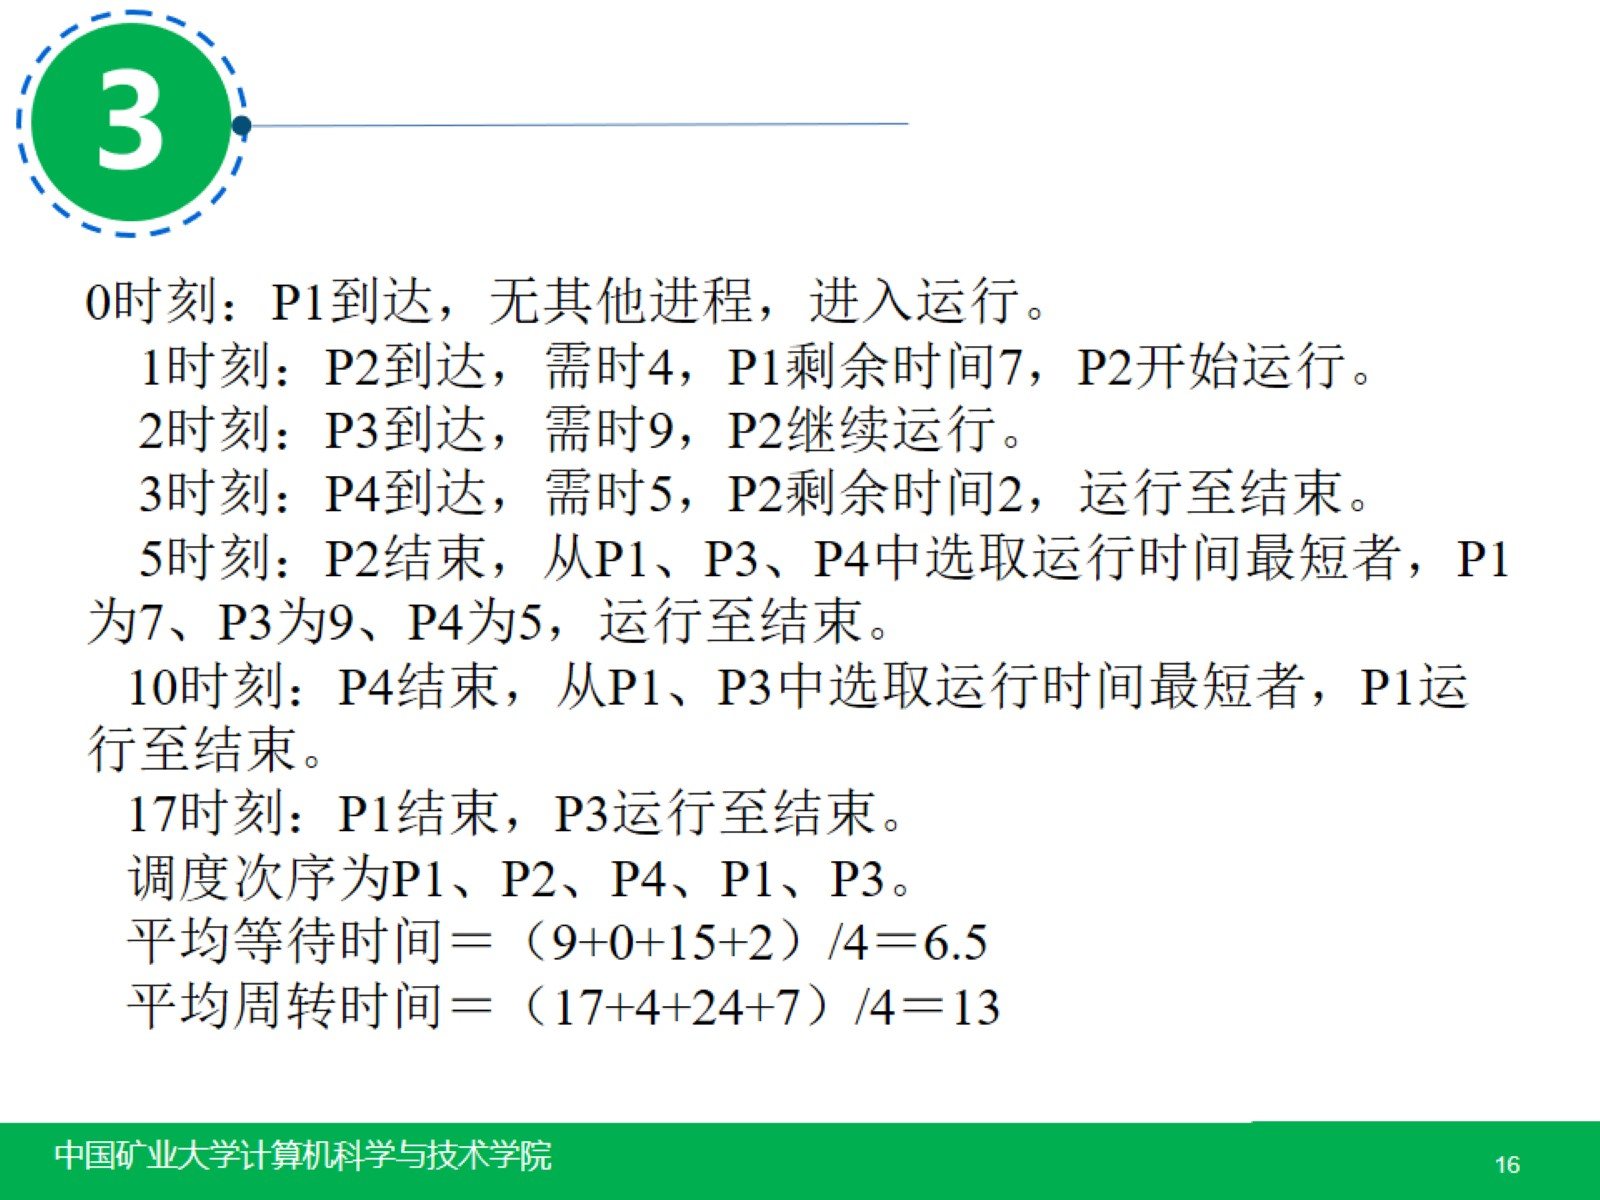 3
0时刻：P1到达，无其他进程，进入运行。
1时刻：P2到达，需时4，P1剩余时间7，P2开始运行。
2时刻：P3到达，需时9，P2继续运行。
3时刻：P4到达，需时5，P2剩余时间2，运行至结束。
5时刻：P2结束，从P1、P3、P4中选取运行时间最短者，P1
为7、P3为9、P4为5，运行至结束。
10时刻：P4结束，从P1、P3中选取运行时间最短者，P1运
行至结束。
17时刻：P1结束，P3运行至结束。
调度次序为P1、P2、P4、P1、P3。
平均等待时间＝（9+0+15+2）/4＝6.5
平均周转时间＝（17+4+24+7）/4＝13
中国矿业大学计算机科学与技术学院
16